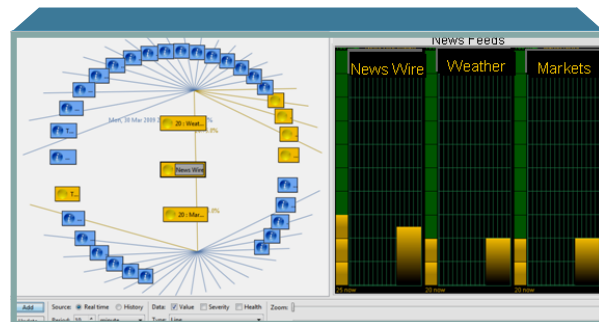 News Feeds
News Wire
Weather
Markets
Mon, 30 Mar 2009
20 : Weat...
T...
News Wire
T...
20 : Mar...
25 now
20 now
20 now
Add Source: Real time History Data: Value Severity Health Zoom:
Update Period: minute Type: Line